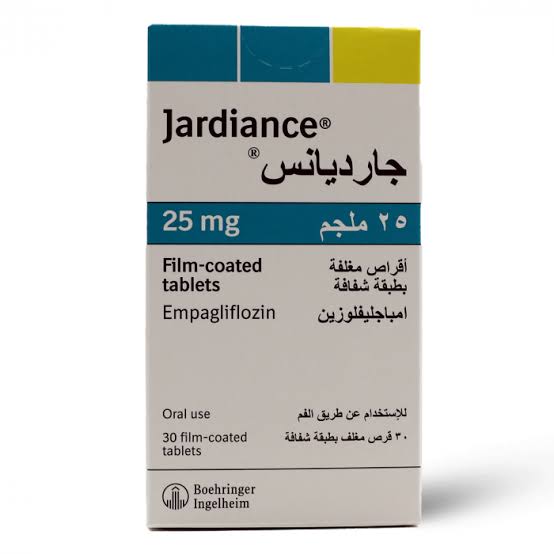 Jardiance®
جارديانس®
25 mg
٢٥ ملجم
Film-coated
tablets
أقراص مغلفة
بطبقة شفافة
Empagliflozin
امباجليفلوزين
Oral use
للإستخدام عن طريق الفم
30 film-coated
tablets
٣٠ قرص مغلف بطبقة شفافة
Boehringer
Ingelheim